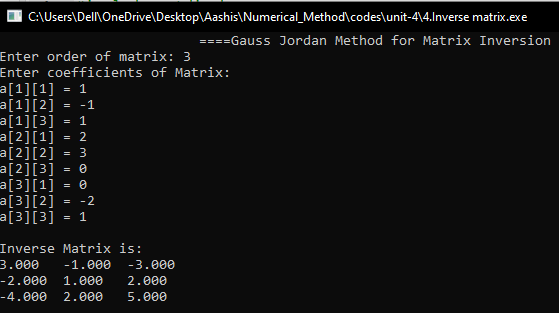 C:\Users\Dell\OneDrive\Desktop\Aashis\Numerical_Method\codes\unit-4\4.Inverse matrix.exe
====Gauss Jordan Method for Matrix Inversion
Enter order of matrix: 3
Enter coefficients of Matrix:
a[1][1] = 1
a[1][2] = -1
a[1][3] = 1
a[2][1] = 2
a[2][2] = 3
a[2][3] = 0
a[3][1] = 0
a[3][2] = -2
a[3][3] = 1
Inverse Matrix is:
3.000 -1.000 -3.000
-2.000 1.000 2.000
-4.000 2.000 5.000